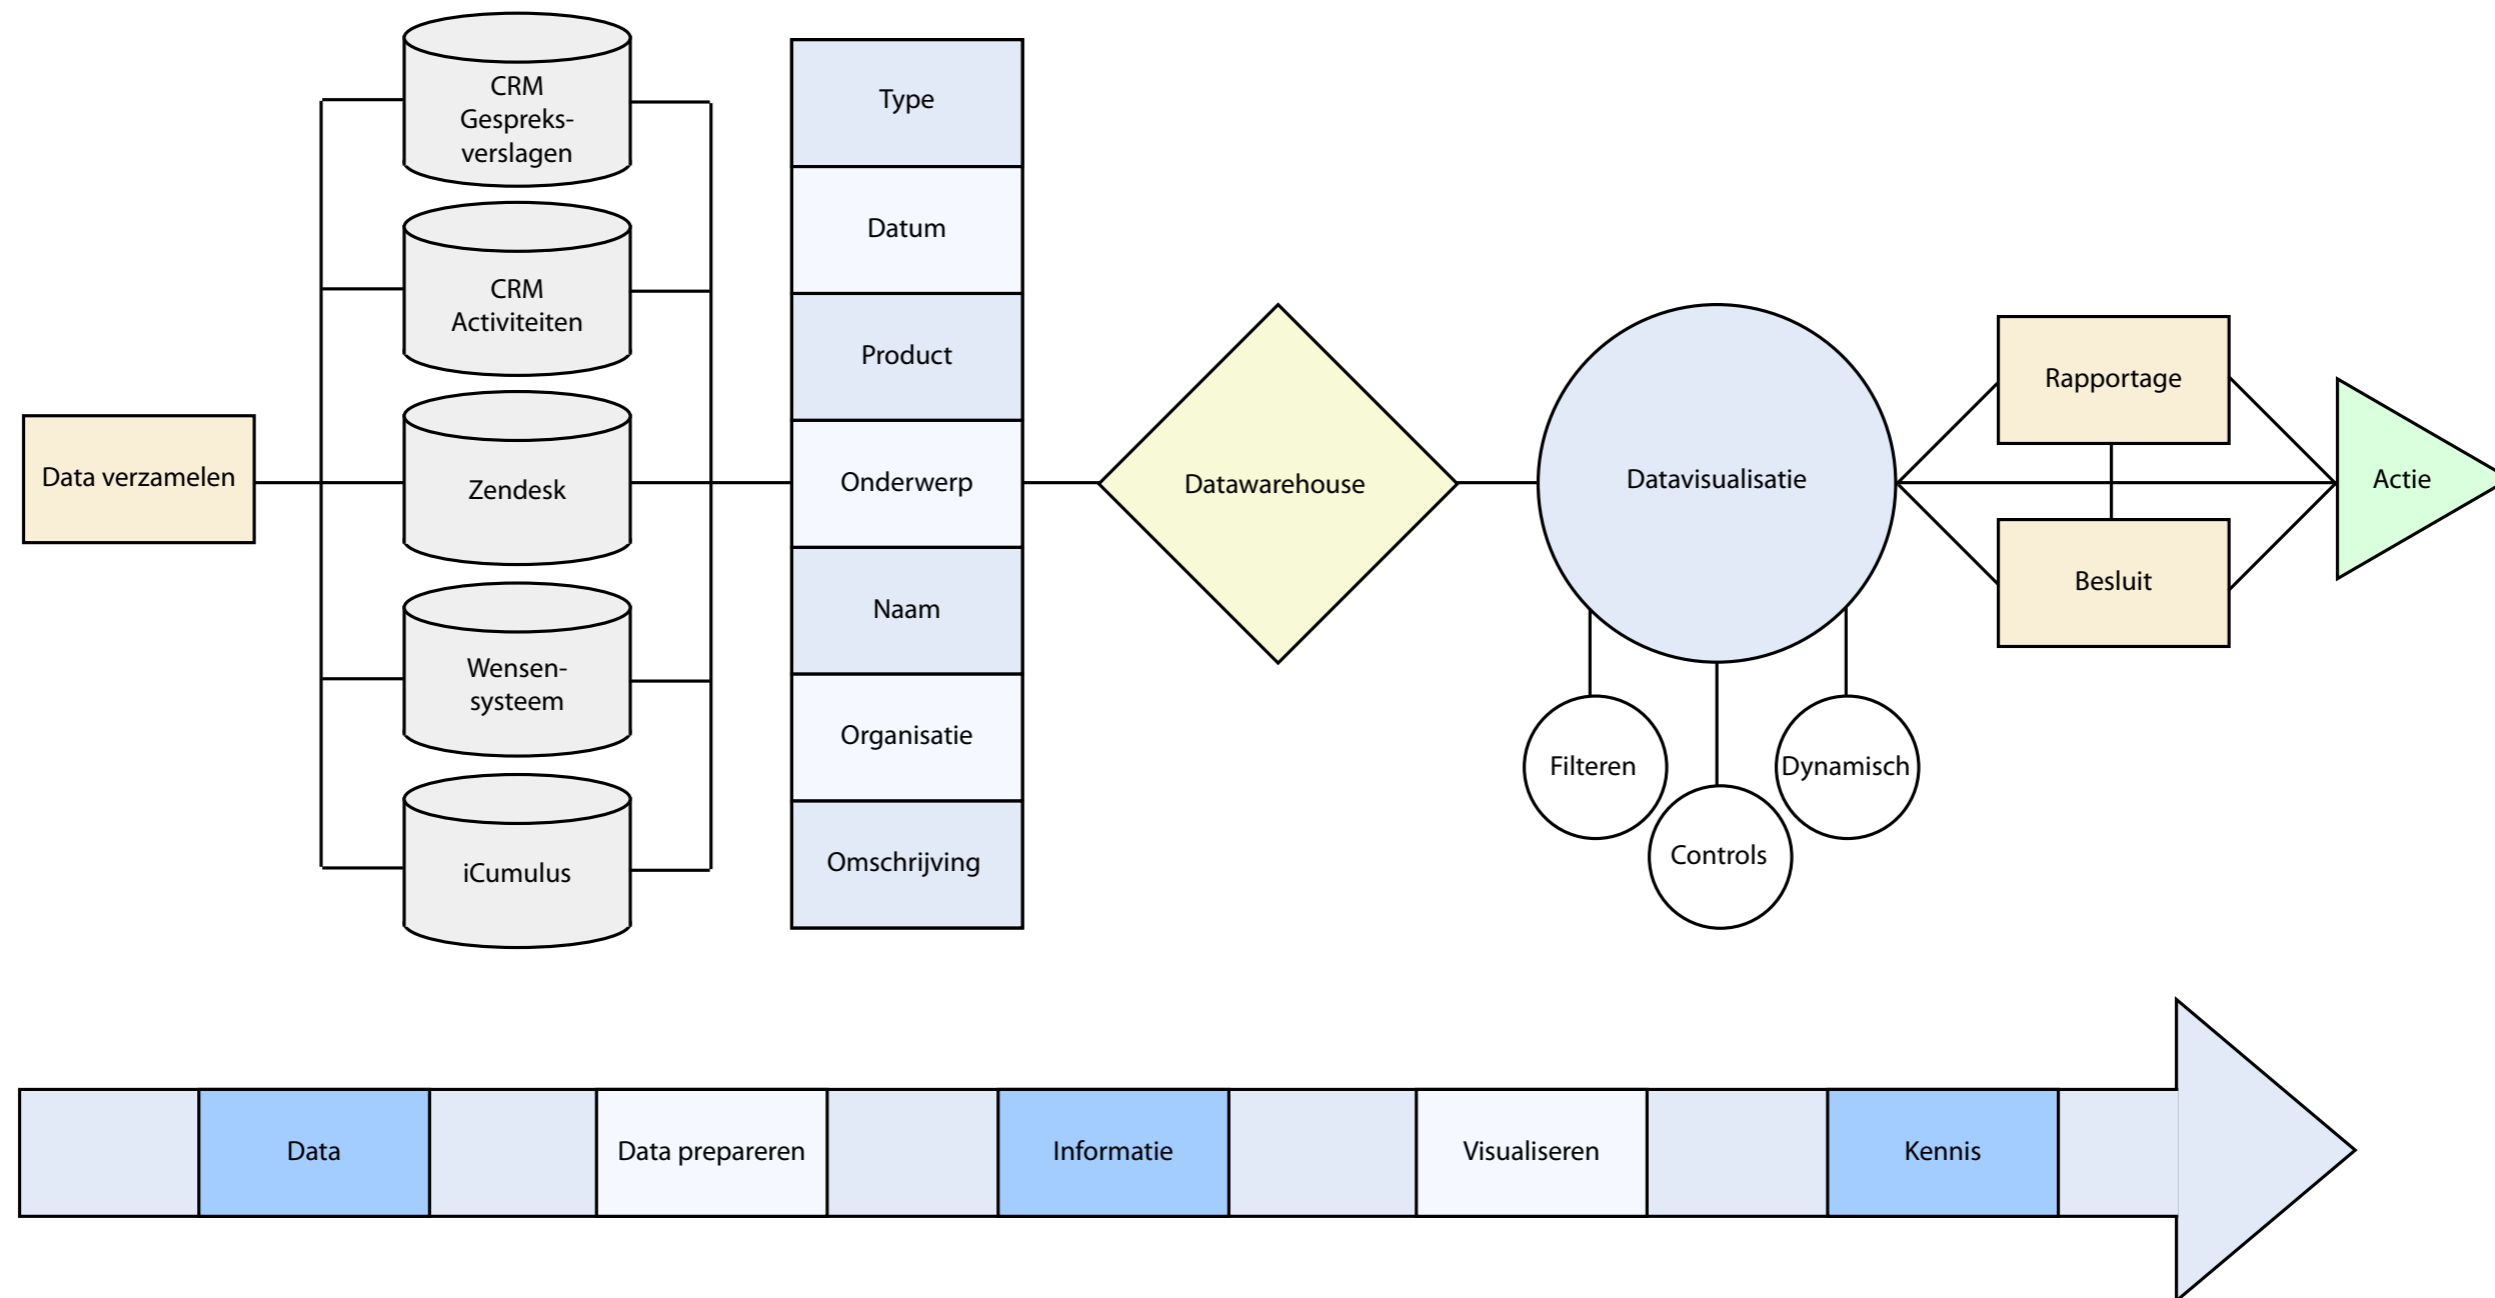 Data verzamelen
CRM
Gespreks-
verslagen
CRM
Activiteiten
Zendesk
Wensen-
systeem
iCumulus
Type
Datum
Product
Onderwerp
Naam
Organisatie
Omschrijving
Datawarehouse
Datavisualisatie
Filteren
Controls
Dynamisch
Rapportage
Besluit
Actie
Data
Data prepareren
Informatie
Visualiseren
Kennis